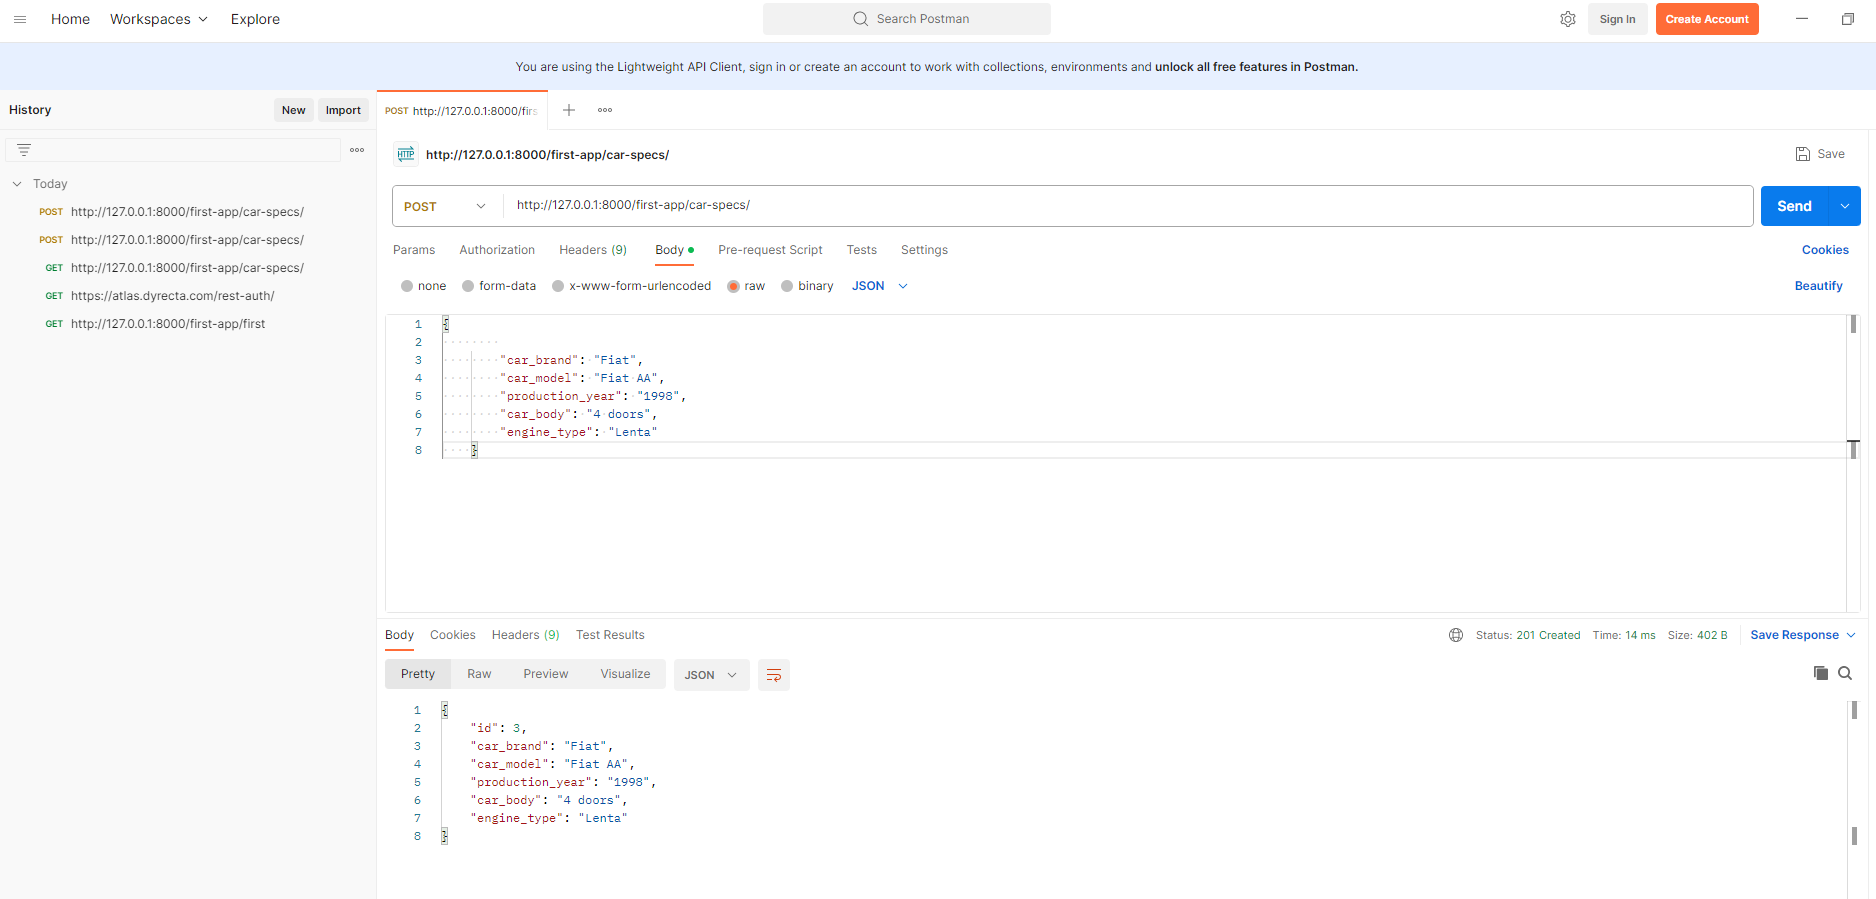 Home Workspaces Explore Search Postman Sign In Create Account
You are using the Lightweight API Client, sign in or create an account to work with collections, environments and unlock all free features in Postman.
History New Import
Today
POST http://127.0.0.1:8000/first-app/car-specs/
POST http://127.0.0.1:8000/first-app/car-specs/
GET http://127.0.0.1:8000/first-app/car-specs/
GET https://atlas.dyrecta.com/rest-auth/
GET http://127.0.0.1:8000/first-app/first
POST http://127.0.0.1:8000/firs
HTTP http://127.0.0.1:8000/first-app/car-specs/ Save
POST http://127.0.0.1:8000/first-app/car-specs/ Send
Params Authorization Headers (9) Body Pre-request Script Tests Settings Cookies
none form-data x-www-form-urlencoded raw binary JSON Beautify
1 {
2
3 "car_brand": "Fiat",
4 "car_model": "Fiat AA",
5 "production_year": "1998",
6 "car_body": "4 doors",
7 "engine_type": "Lenta"
8 }
Body Cookies Headers (9) Test Results Status: 201 Created Time: 14 ms Size: 402 B Save Response
Pretty Raw Preview Visualize JSON
1 {
2 "id": 3,
3 "car_brand": "Fiat",
4 "car_model": "Fiat AA",
5 "production_year": "1998",
6 "car_body": "4 doors",
7 "engine_type": "Lenta"
8 }